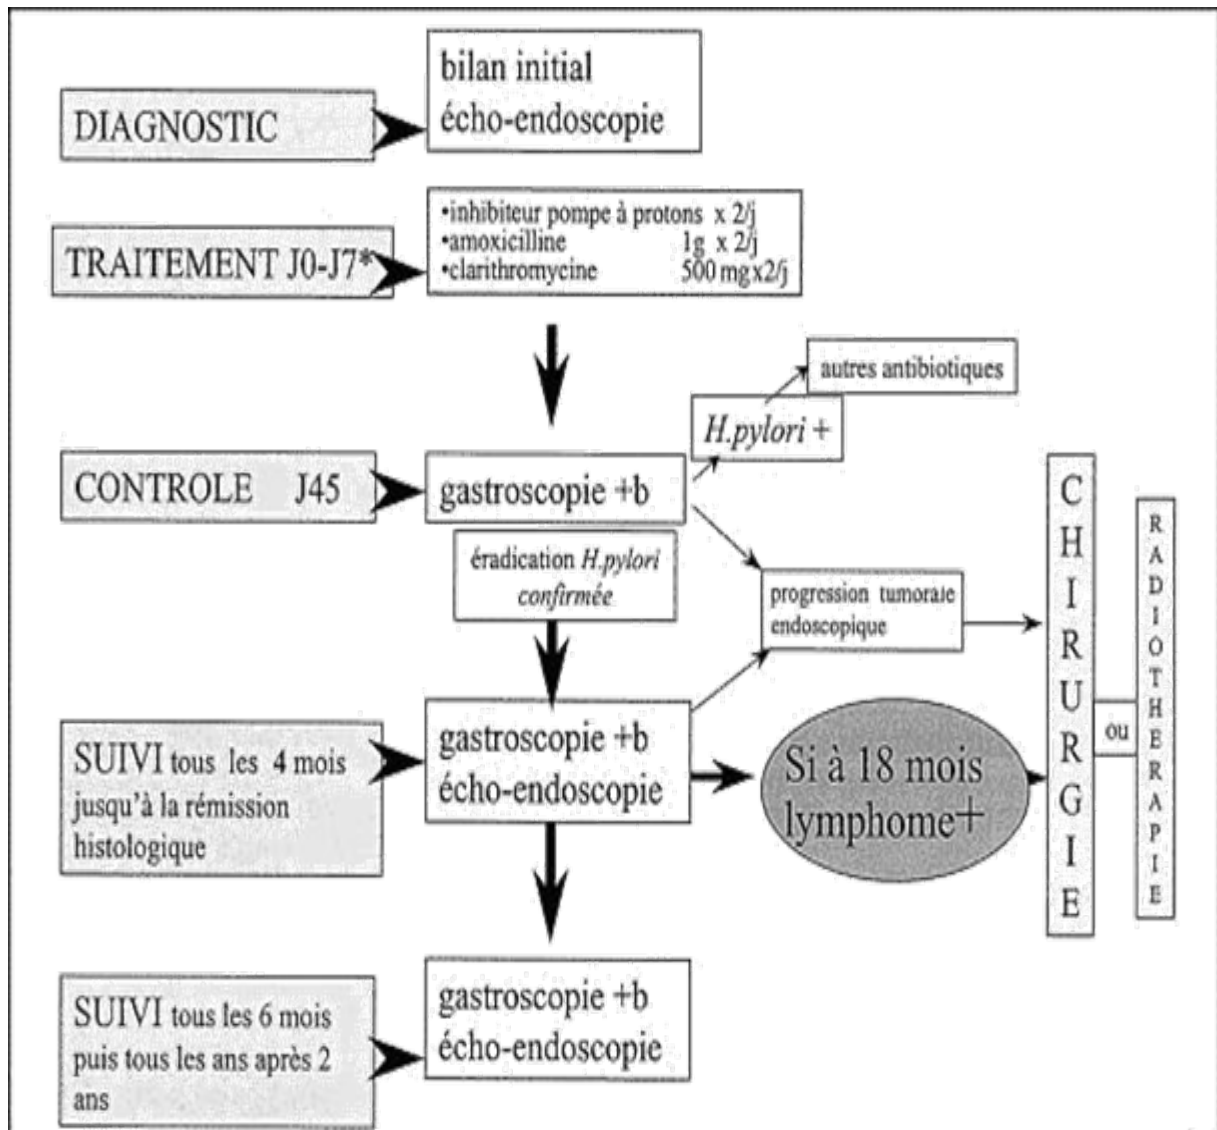 bilan initial
écho-endoscopie
DIAGNOSTIC
•inhibiteur pompe à protons x 2/j
•amoxicilline 1g x 2/j
•clarithromycine 500 mg x2/j
TRAITEMENT J0-J7*
autres antibiotiques
H.pylori +
CONTROLE J45
gastroscopie +b
éradication H.pylori
confirmée
progression tumorale
endoscopique
CHIRURGIE
ou
RADIOTHERAPIE
SUIVI tous les 4 mois
jusqu'à la rémission
histologique
gastroscopie +b
écho-endoscopie
Si à 18 mois
lymphome+
SUIVI tous les 6 mois
puis tous les ans après 2
ans
gastroscopie +b
écho-endoscopie